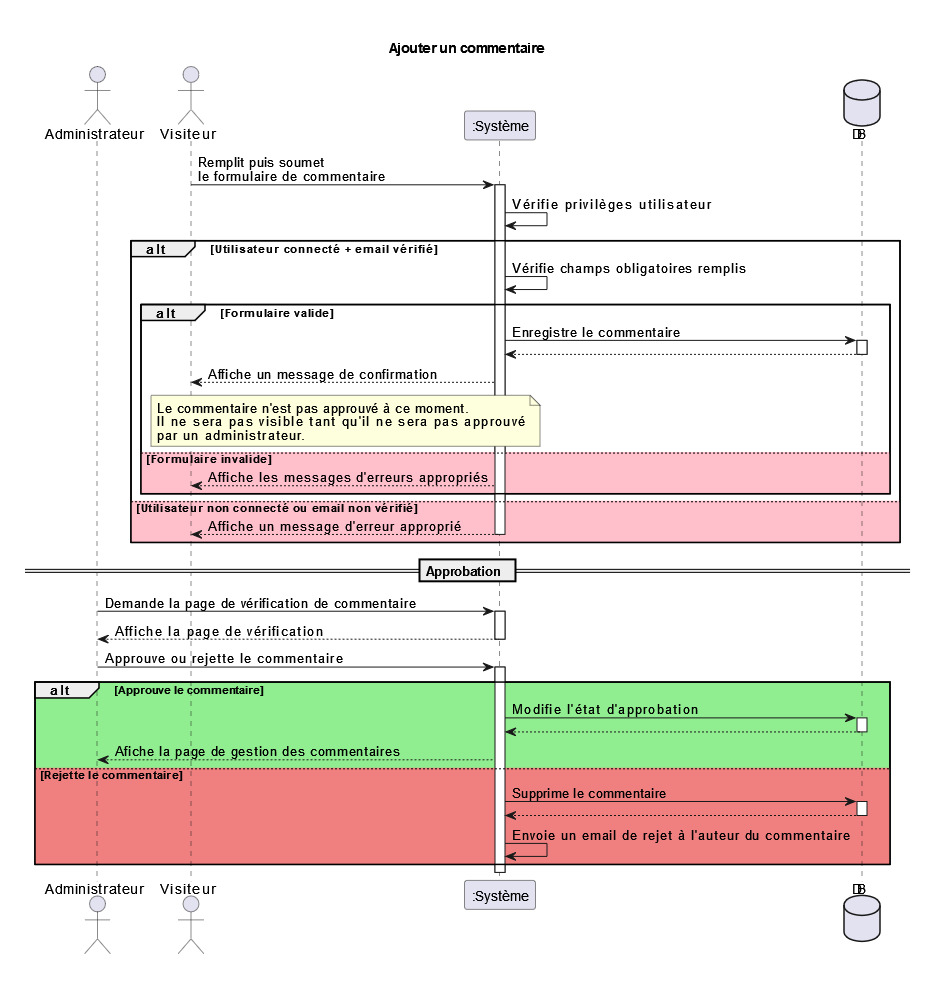 Ajouter un commentaire
Administrateur
Visiteur
:Système
DB
Remplit puis soumet
le formulaire de commentaire
Vérifie privilèges utilisateur
alt
[Utilisateur connecté + email vérifié]
Vérifie champs obligatoires remplis
alt
[Formulaire valide]
Enregistre le commentaire
Affiche un message de confirmation
Le commentaire n'est pas approuvé à ce moment.
Il ne sera pas visible tant qu'il ne sera pas approuvé
par un administrateur.
[Formulaire invalide]
Affiche les messages d'erreurs appropriés
[Utilisateur non connecté ou email non vérifié]
Affiche un message d'erreur approprié
Approbation
Demande la page de vérification de commentaire
Affiche la page de vérification
Approuve ou rejette le commentaire
alt
[Approuve le commentaire]
Modifie l'état d'approbation
Afiche la page de gestion des commentaires
[Rejette le commentaire]
Supprime le commentaire
Envoie un email de rejet à l'auteur du commentaire
Administrateur
Visiteur
:Système
DB